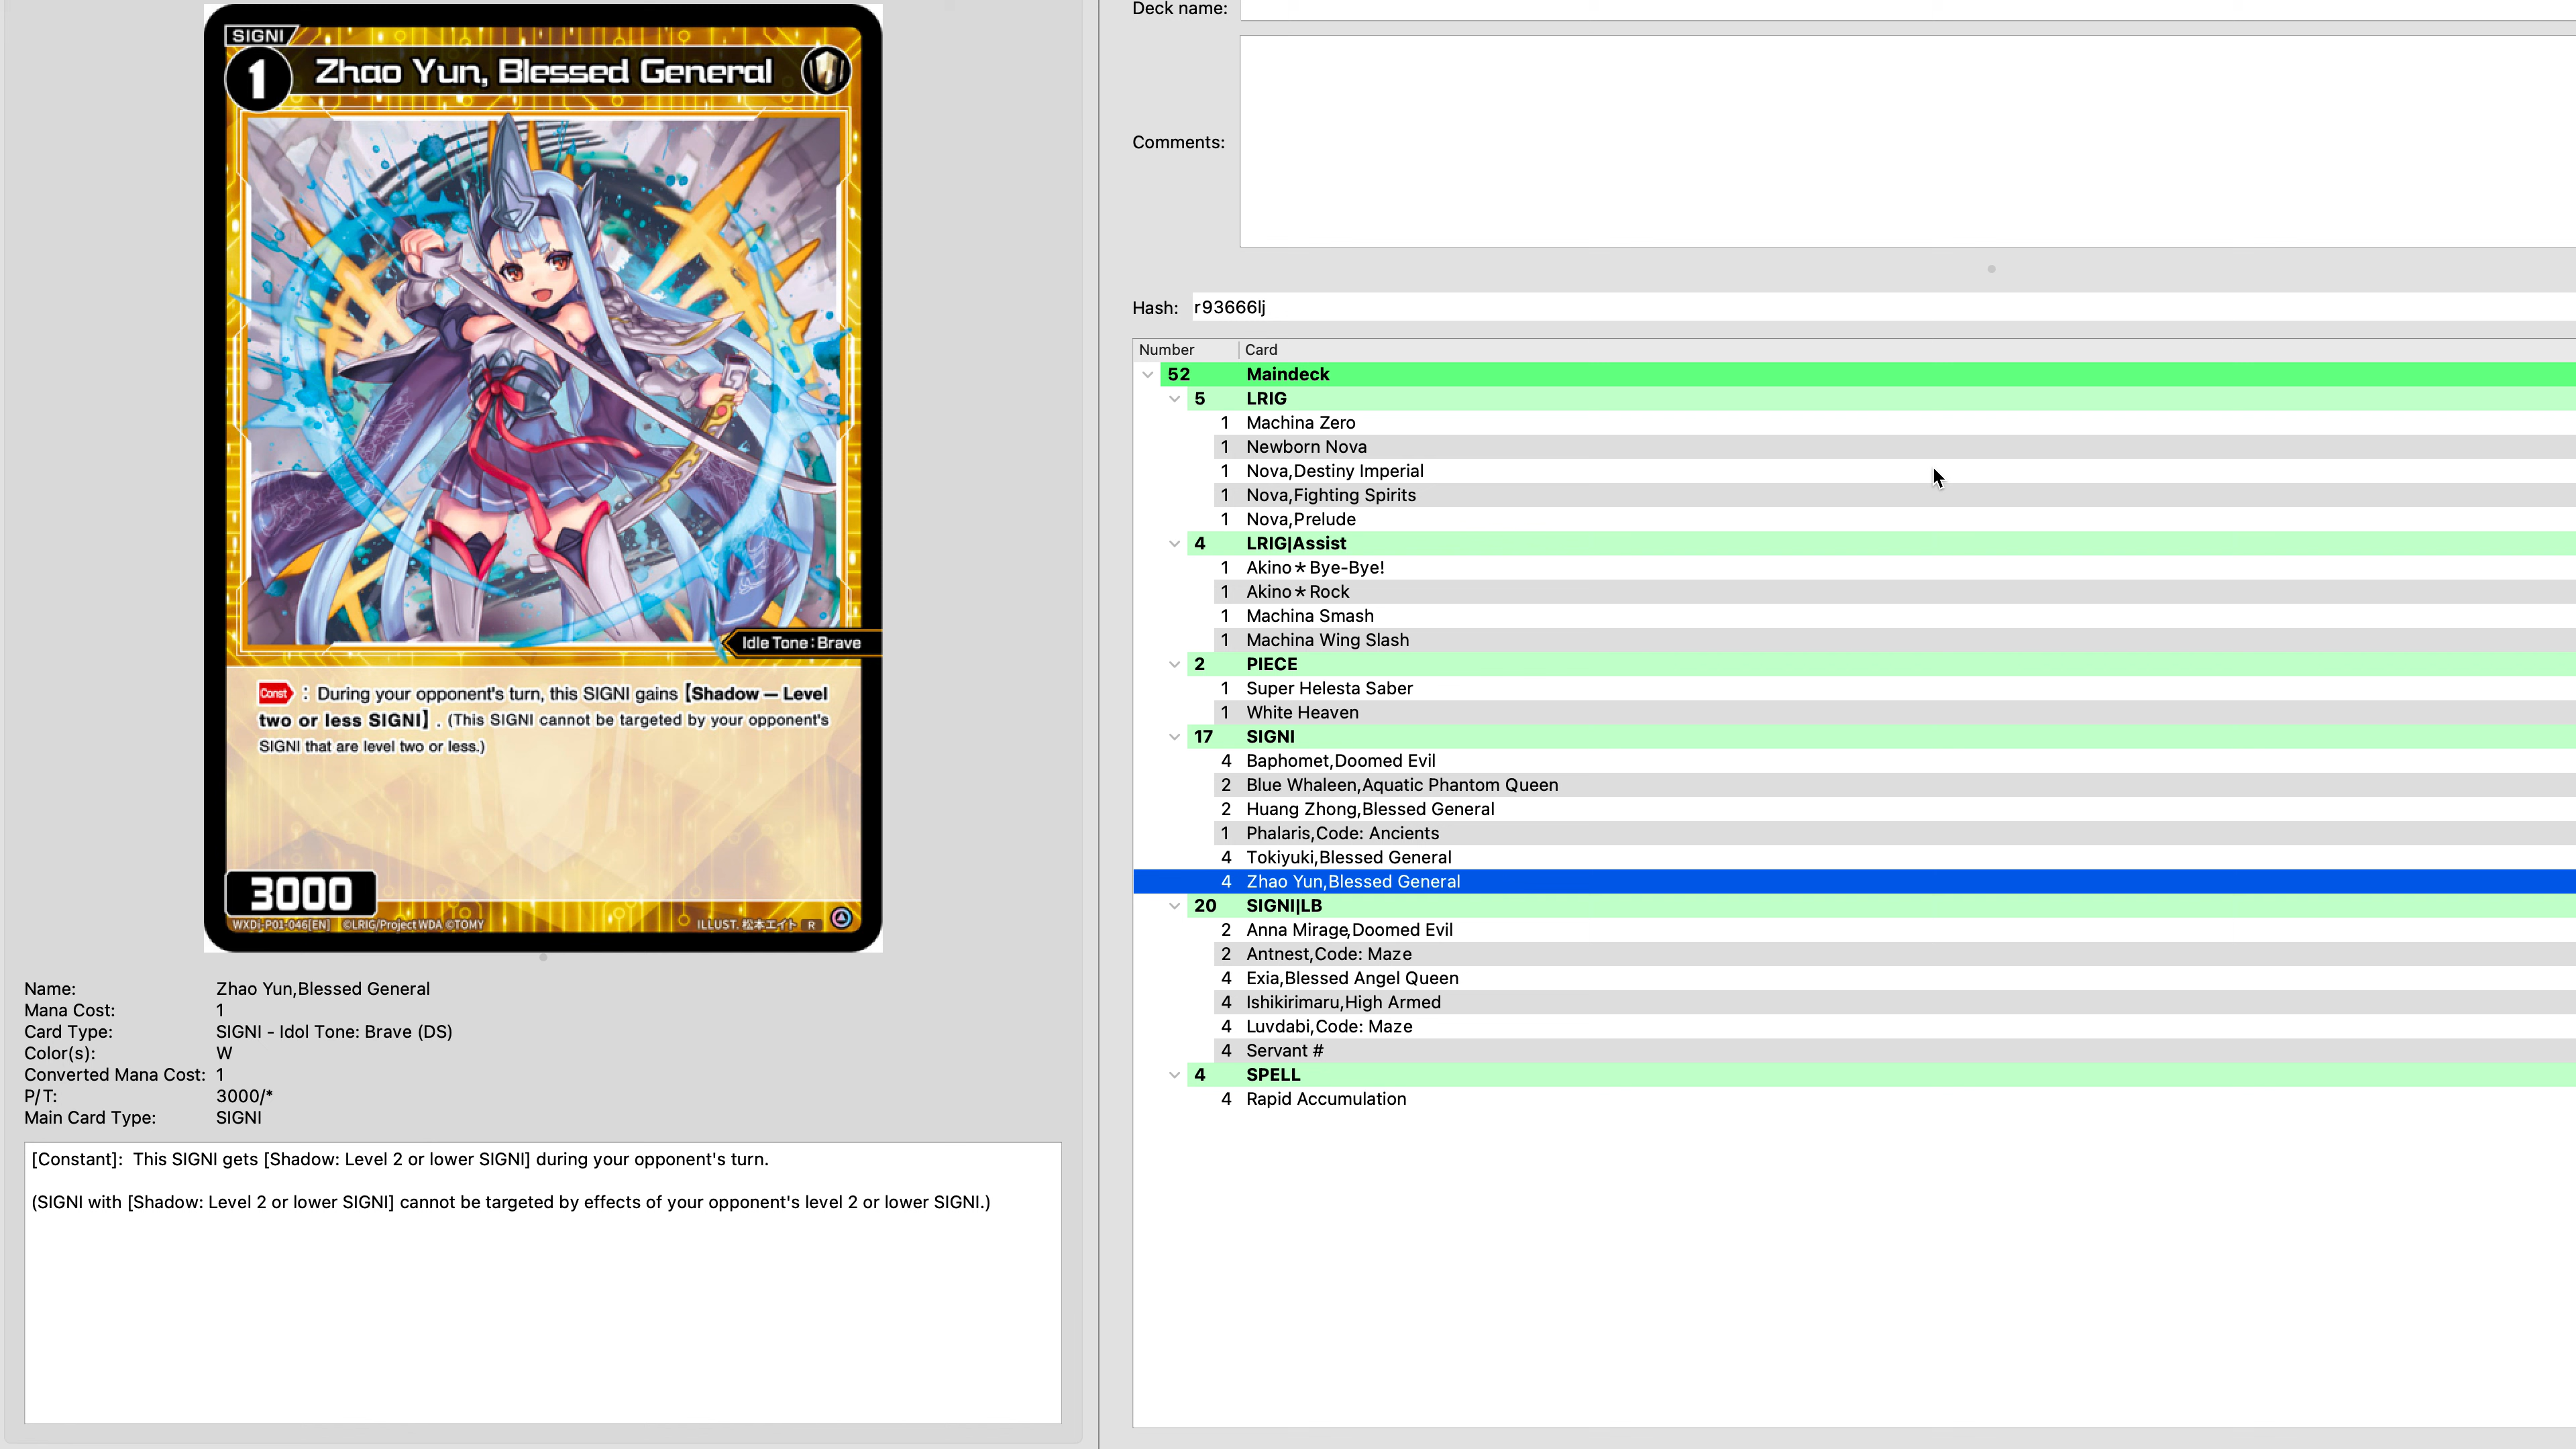 SIGNI
1 Zhao Yun, Blessed General
Idle Tone:Brave
Const : During your opponent's turn, this SIGNI gains 【Shadow — Level
two or less SIGNI】 . (This SIGNI cannot be targeted by your opponent's
SIGNI that are level two or less.)
3000
WXDi-P01-046[EN] ©LRIG/Project WDA ©TOMY ILLUST. 松本エイト R
Name: Zhao Yun,Blessed General
Mana Cost: 1
Card Type: SIGNI - Idol Tone: Brave (DS)
Color(s): W
Converted Mana Cost: 1
P/T: 3000/*
Main Card Type: SIGNI
[Constant]: This SIGNI gets [Shadow: Level 2 or lower SIGNI] during your opponent's turn.
(SIGNI with [Shadow: Level 2 or lower SIGNI] cannot be targeted by effects of your opponent's level 2 or lower SIGNI.)
Deck name:
Comments:
Hash: r93666lj
Number Card
52 Maindeck
5 LRIG
1 Machina Zero
1 Newborn Nova
1 Nova,Destiny Imperial
1 Nova,Fighting Spirits
1 Nova,Prelude
4 LRIG|Assist
1 Akino*Bye-Bye!
1 Akino*Rock
1 Machina Smash
1 Machina Wing Slash
2 PIECE
1 Super Helesta Saber
1 White Heaven
17 SIGNI
4 Baphomet,Doomed Evil
2 Blue Whaleen,Aquatic Phantom Queen
2 Huang Zhong,Blessed General
1 Phalaris,Code: Ancients
4 Tokiyuki,Blessed General
4 Zhao Yun,Blessed General
20 SIGNI|LB
2 Anna Mirage,Doomed Evil
2 Antnest,Code: Maze
4 Exia,Blessed Angel Queen
4 Ishikirimaru,High Armed
4 Luvdabi,Code: Maze
4 Servant #
4 SPELL
4 Rapid Accumulation